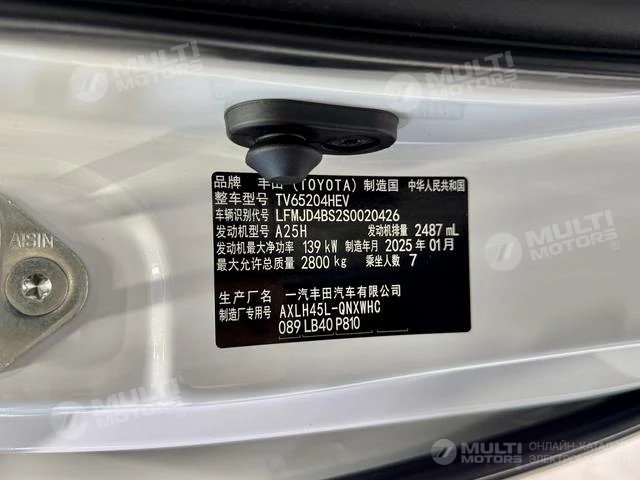 MULTI
MOTORS
MULTI
MOTORS
AISIN
品牌 丰田 (TOYOTA) 制造国 中华人民共和国
整车型号 TV65204HEV
车辆识别代号 LFMJD4BS2S0020426
发动机型号 A25H 发动机排量 2487 mL
发动机最大净功率 139 kW 制造年月 2025 年 01 月
最大允许总质量 2800 kg 乘坐人数 7
生产厂名 一汽丰田汽车有限公司
制造厂专用号 AXLH45L-QNXWHC
089 LB40 P810
MULTI
MOTORS
MULTI
MOTORS
MULTI
MOTORS
ОНЛАЙН-КАТАЛ
ЭЛЕКТРО